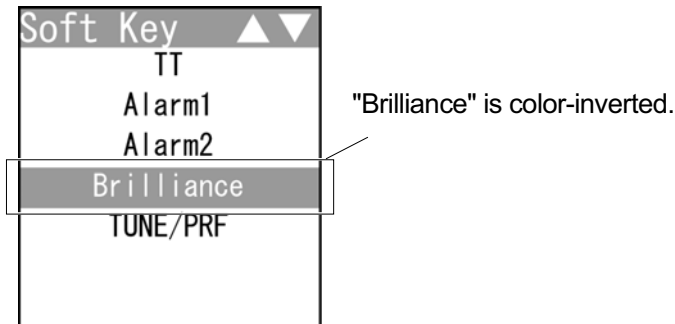 Soft Key ▲▼
TT
Alarm1
"Brilliance" is color-inverted.
Alarm2
Brilliance
TUNE/PRF